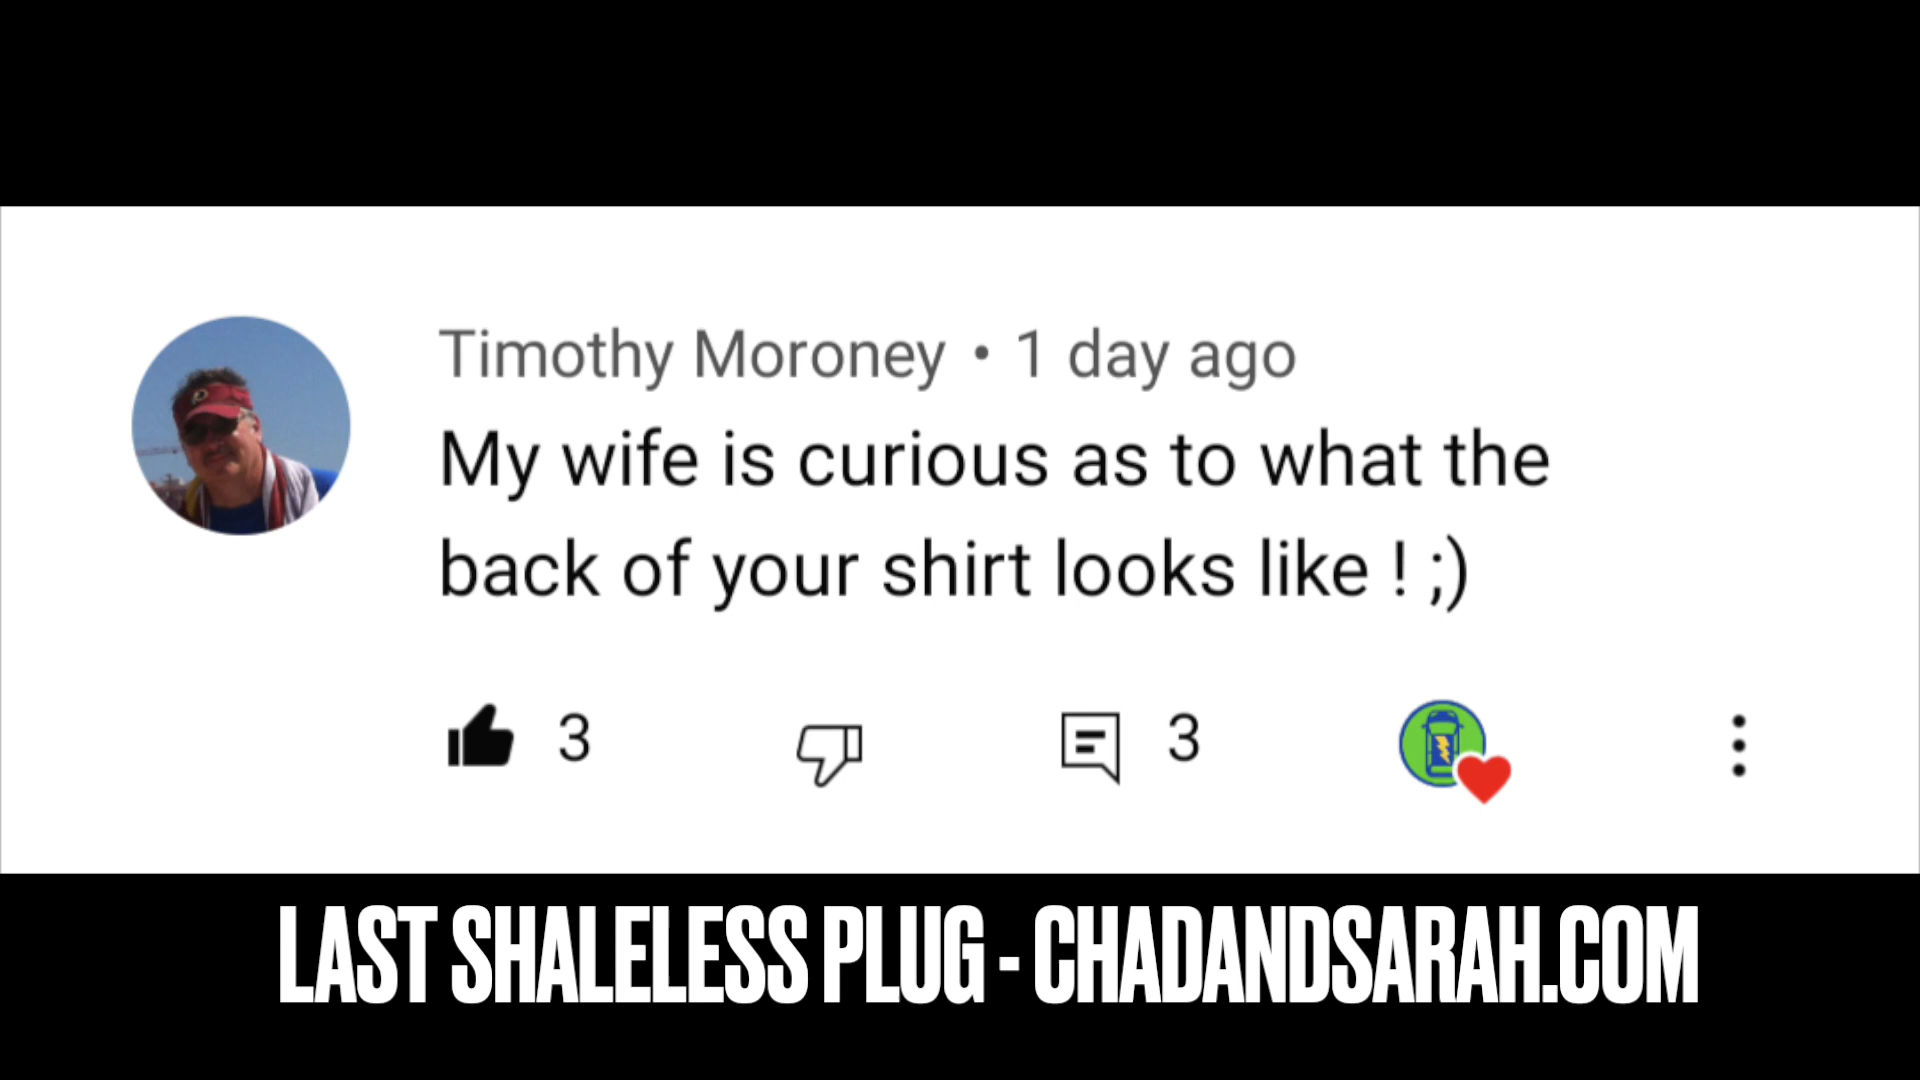 Timothy Moroney • 1 day ago
My wife is curious as to what the
back of your shirt looks like ! ;)
3
3
LAST SHALELESS PLUG - CHADANDSARAH.COM